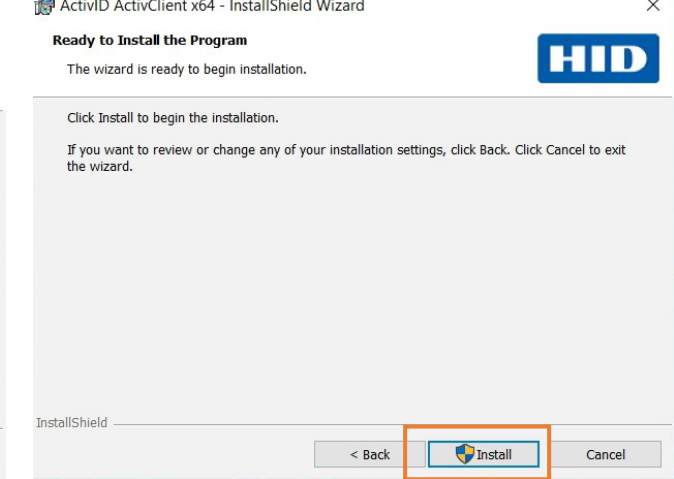 ActivID ActivClient x64 - InstallShield Wizard
Ready to Install the Program
The wizard is ready to begin installation.
HID
Click Install to begin the installation.
If you want to review or change any of your installation settings, click Back. Click Cancel to exit
the wizard.
InstallShield
< Back
Install
Cancel